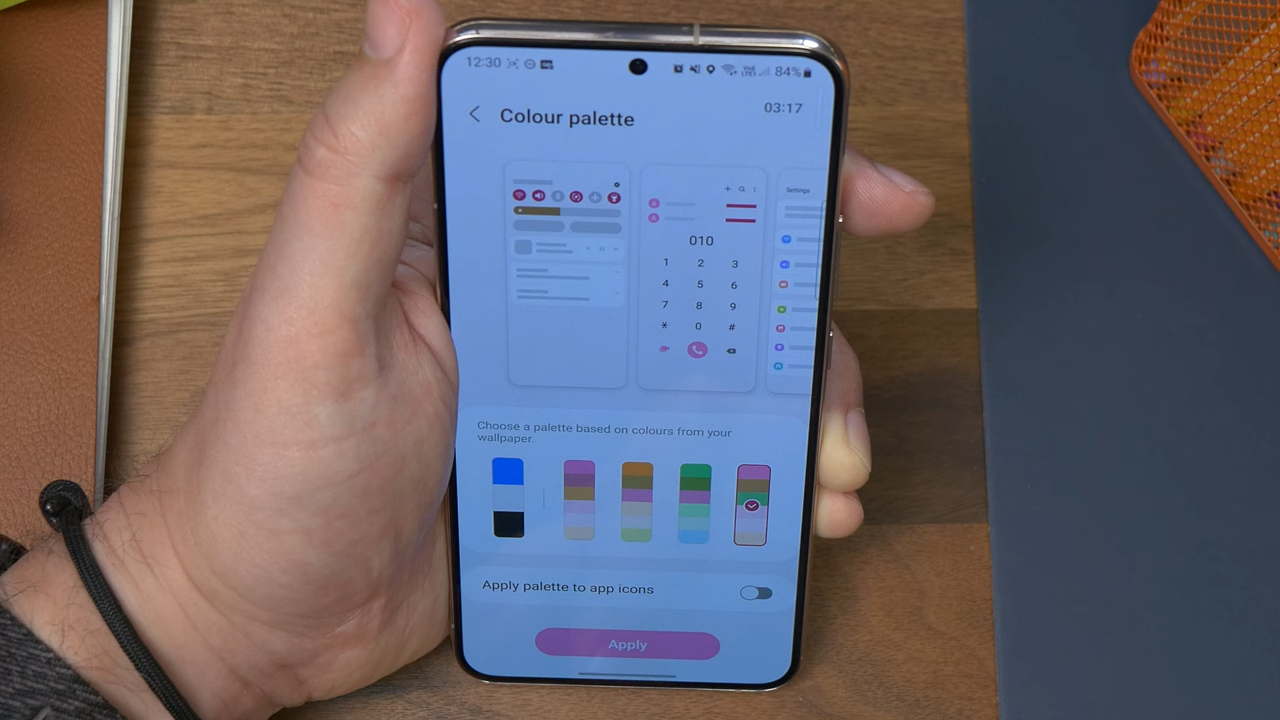 12:30
84%
Colour palette
03:17
Settings
010
1 2 3
4 5 6
7 8 9
* 0 #
Choose a palette based on colours from your
wallpaper.
Apply palette to app icons
Apply